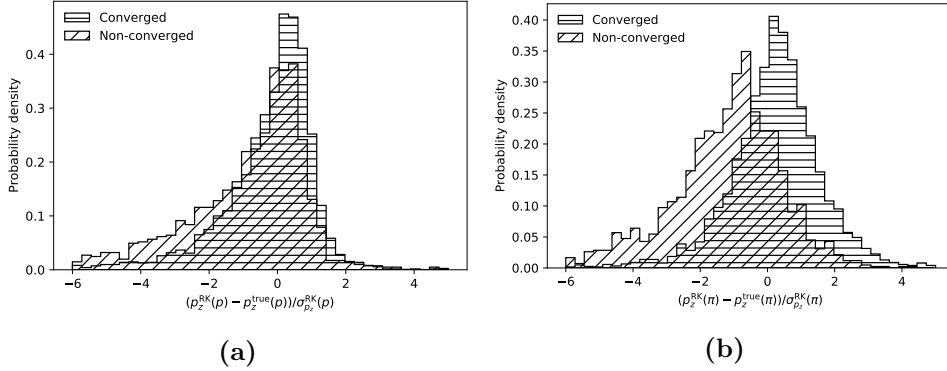 Converged
Non-converged
Probability density
0.4
0.3
0.2
0.1
0.0
−6 −4 −2 0 2 4
(p_z^RK(p) − p_z^true(p))/σ_{p_z}^RK(p)
(a)
Converged
Non-converged
Probability density
0.40
0.35
0.30
0.25
0.20
0.15
0.10
0.05
0.00
−6 −4 −2 0 2 4
(p_z^RK(π) − p_z^true(π))/σ_{p_z}^RK(π)
(b)